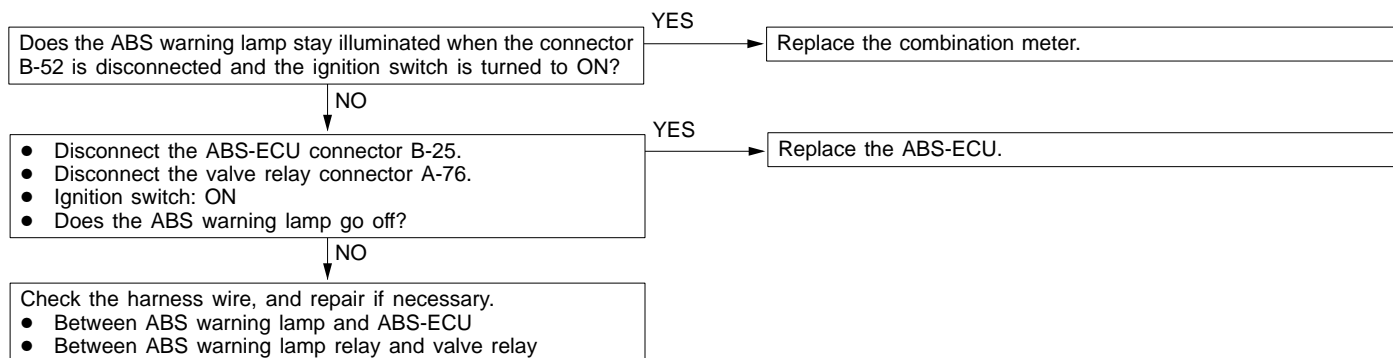 Does the ABS warning lamp stay illuminated when the connector
B-52 is disconnected and the ignition switch is turned to ON?
YES
Replace the combination meter.
NO
● Disconnect the ABS-ECU connector B-25.
● Disconnect the valve relay connector A-76.
● Ignition switch: ON
● Does the ABS warning lamp go off?
YES
Replace the ABS-ECU.
NO
Check the harness wire, and repair if necessary.
● Between ABS warning lamp and ABS-ECU
● Between ABS warning lamp relay and valve relay